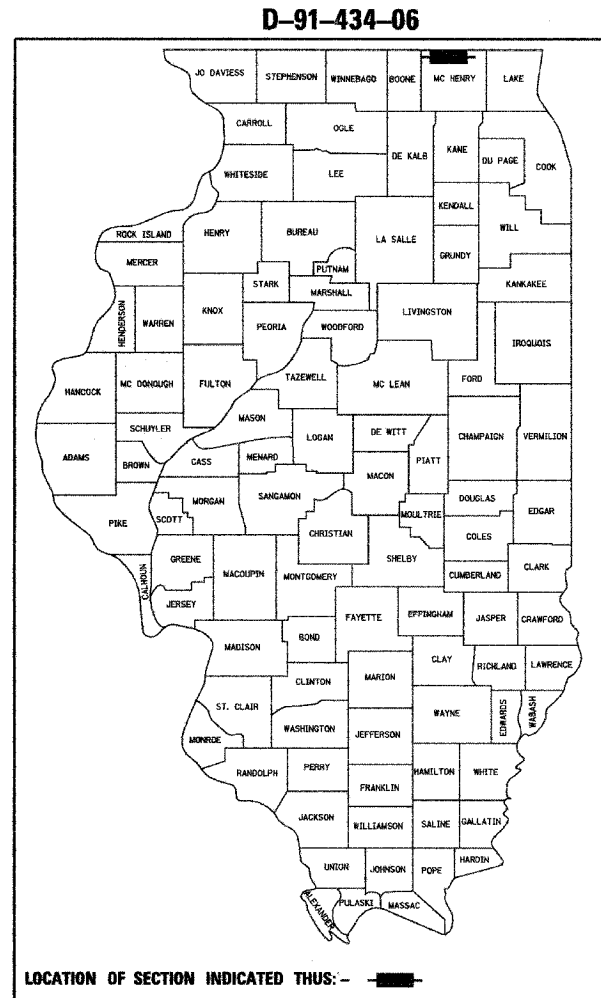 D-91-434-06
JO DAVIESS STEPHENSON WINNEBAGO BOONE MC HENRY LAKE
CARROLL OGLE DE KALB KANE DU PAGE COOK
WHITESIDE LEE
KENDALL
ROCK ISLAND HENRY BUREAU LA SALLE WILL
MERCER PUTNAM GRUNDY
STARK MARSHALL KANKAKEE
HENDERSON WARREN KNOX PEORIA WOODFORD LIVINGSTON IROQUOIS
HANCOCK MC DONOUGH FULTON TAZEWELL MC LEAN FORD
MASON
SCHUYLER LOGAN DE WITT CHAMPAIGN VERMILION
ADAMS BROWN CASS MENARD MACON PIATT
PIKE SCOTT MORGAN SANGAMON CHRISTIAN MOULTRIE DOUGLAS EDGAR
COLES
CALHOUN GREENE MACOUPIN MONTGOMERY SHELBY CUMBERLAND CLARK
JERSEY FAYETTE EFFINGHAM JASPER CRAWFORD
MADISON BOND
CLINTON MARION CLAY RICHLAND LAWRENCE
ST. CLAIR WAYNE EDWARDS WABASH
MONROE WASHINGTON JEFFERSON
RANDOLPH PERRY FRANKLIN HAMILTON WHITE
JACKSON WILLIAMSON SALINE GALLATIN
UNION JOHNSON POPE HARDIN
ALEXANDER PULASKI MASSAC
LOCATION OF SECTION INDICATED THUS: -